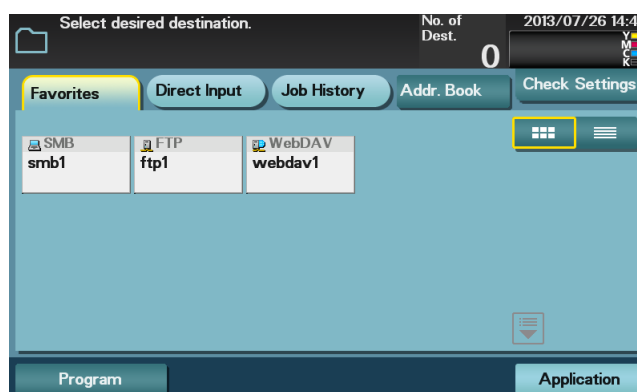 Select desired destination.
No. of
Dest.
0
2013/07/26 14:4
Y
M
C
K
Favorites
Direct Input
Job History
Addr. Book
Check Settings
SMB
smb1
FTP
ftp1
WebDAV
webdav1
Program
Application